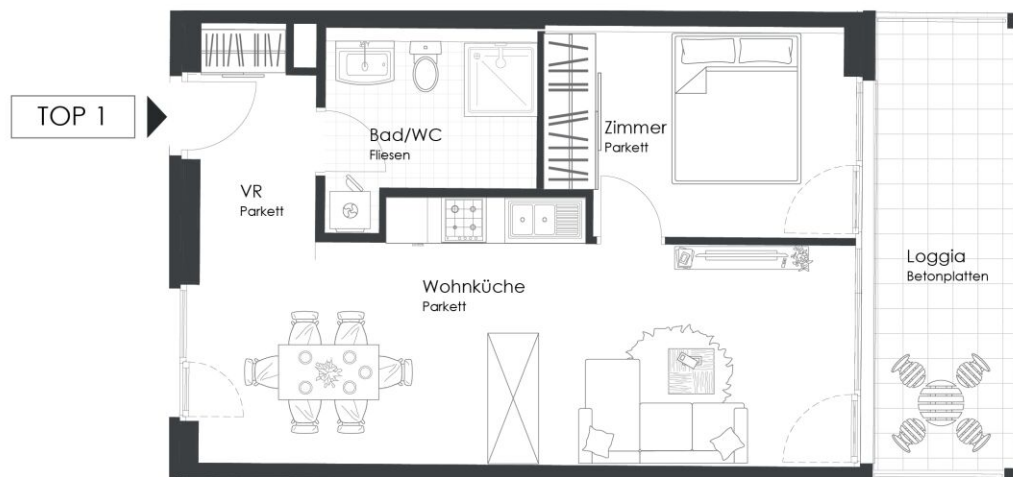 TOP 1
Bad/WC
Fliesen
Zimmer
Parkett
VR
Parkett
Wohnküche
Parkett
Loggia
Betonplatten